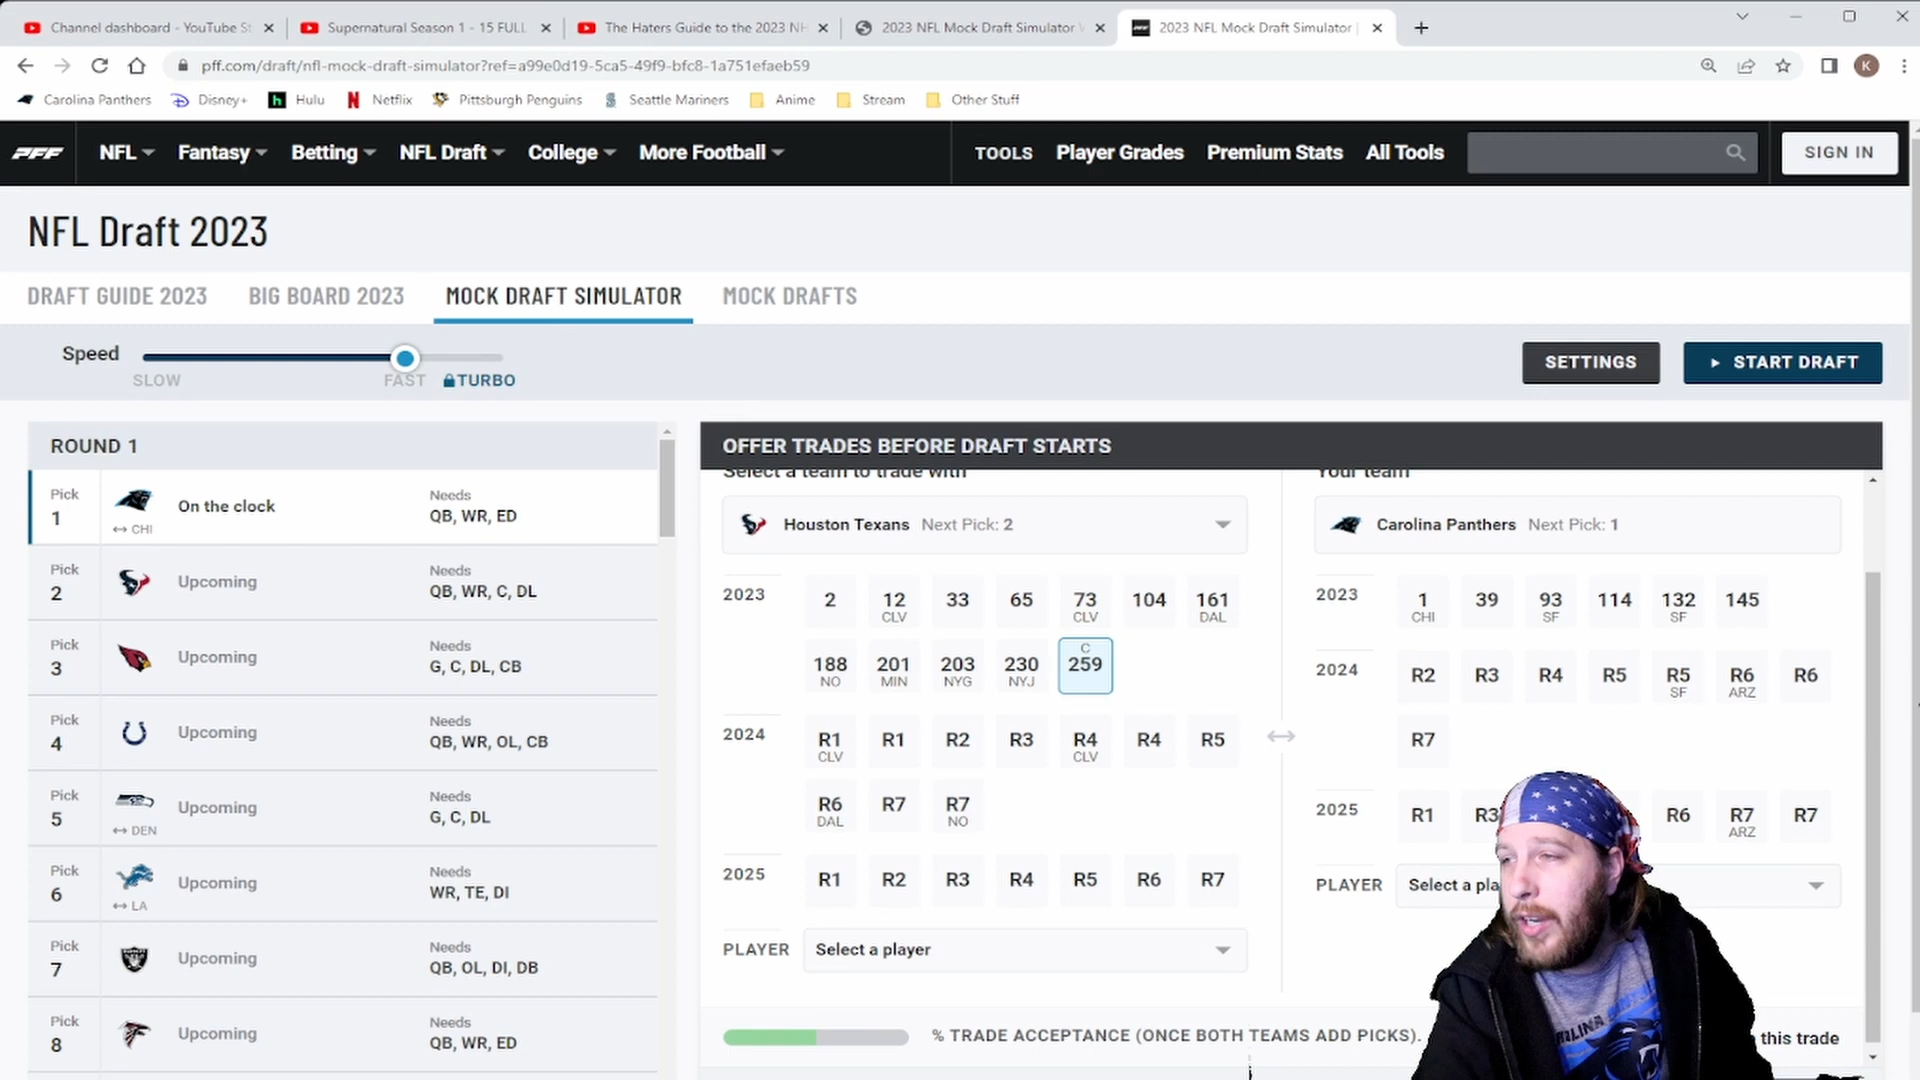 Channel dashboard - YouTube St
Supernatural Season 1 - 15 FULL
The Haters Guide to the 2023 NH
2023 NFL Mock Draft Simulator
2023 NFL Mock Draft Simulator |
pff.com/draft/nfl-mock-draft-simulator?ref=a99e0d19-5ca5-49f9-bfc8-1a751efaeb59
K
Carolina Panthers Disney+ Hulu Netflix Pittsburgh Penguins Seattle Mariners Anime Stream Other Stuff
PFF NFL Fantasy Betting NFL Draft College More Football TOOLS Player Grades Premium Stats All Tools SIGN IN
NFL Draft 2023
DRAFT GUIDE 2023 BIG BOARD 2023 MOCK DRAFT SIMULATOR MOCK DRAFTS
Speed
SLOW FAST TURBO
SETTINGS START DRAFT
ROUND 1
Pick 1 On the clock Needs
CHI QB, WR, ED
Pick 2 Upcoming Needs
QB, WR, C, DL
Pick 3 Upcoming Needs
G, C, DL, CB
Pick 4 Upcoming Needs
QB, WR, OL, CB
Pick 5 Upcoming Needs
DEN G, C, DL
Pick 6 Upcoming Needs
LA WR, TE, DI
Pick 7 Upcoming Needs
QB, OL, DI, DB
Pick 8 Upcoming Needs
QB, WR, ED
OFFER TRADES BEFORE DRAFT STARTS
Select a team to trade with
Houston Texans Next Pick: 2
2023 2 12 33 65 73 104 161
CLV CLV DAL
C
188 201 203 230 259
NO MIN NYG NYJ
2024 R1 R1 R2 R3 R4 R4 R5
CLV CLV
R6 R7 R7
DAL NO
2025 R1 R2 R3 R4 R5 R6 R7
PLAYER Select a player
Your team
Carolina Panthers Next Pick: 1
2023 1 39 93 114 132 145
CHI SF SF
2024 R2 R3 R4 R5 R5 R6 R6
SF ARZ
R7
2025 R1 R3 R6 R7 R7
ARZ
PLAYER Select a pla
% TRADE ACCEPTANCE (ONCE BOTH TEAMS ADD PICKS).
this trade